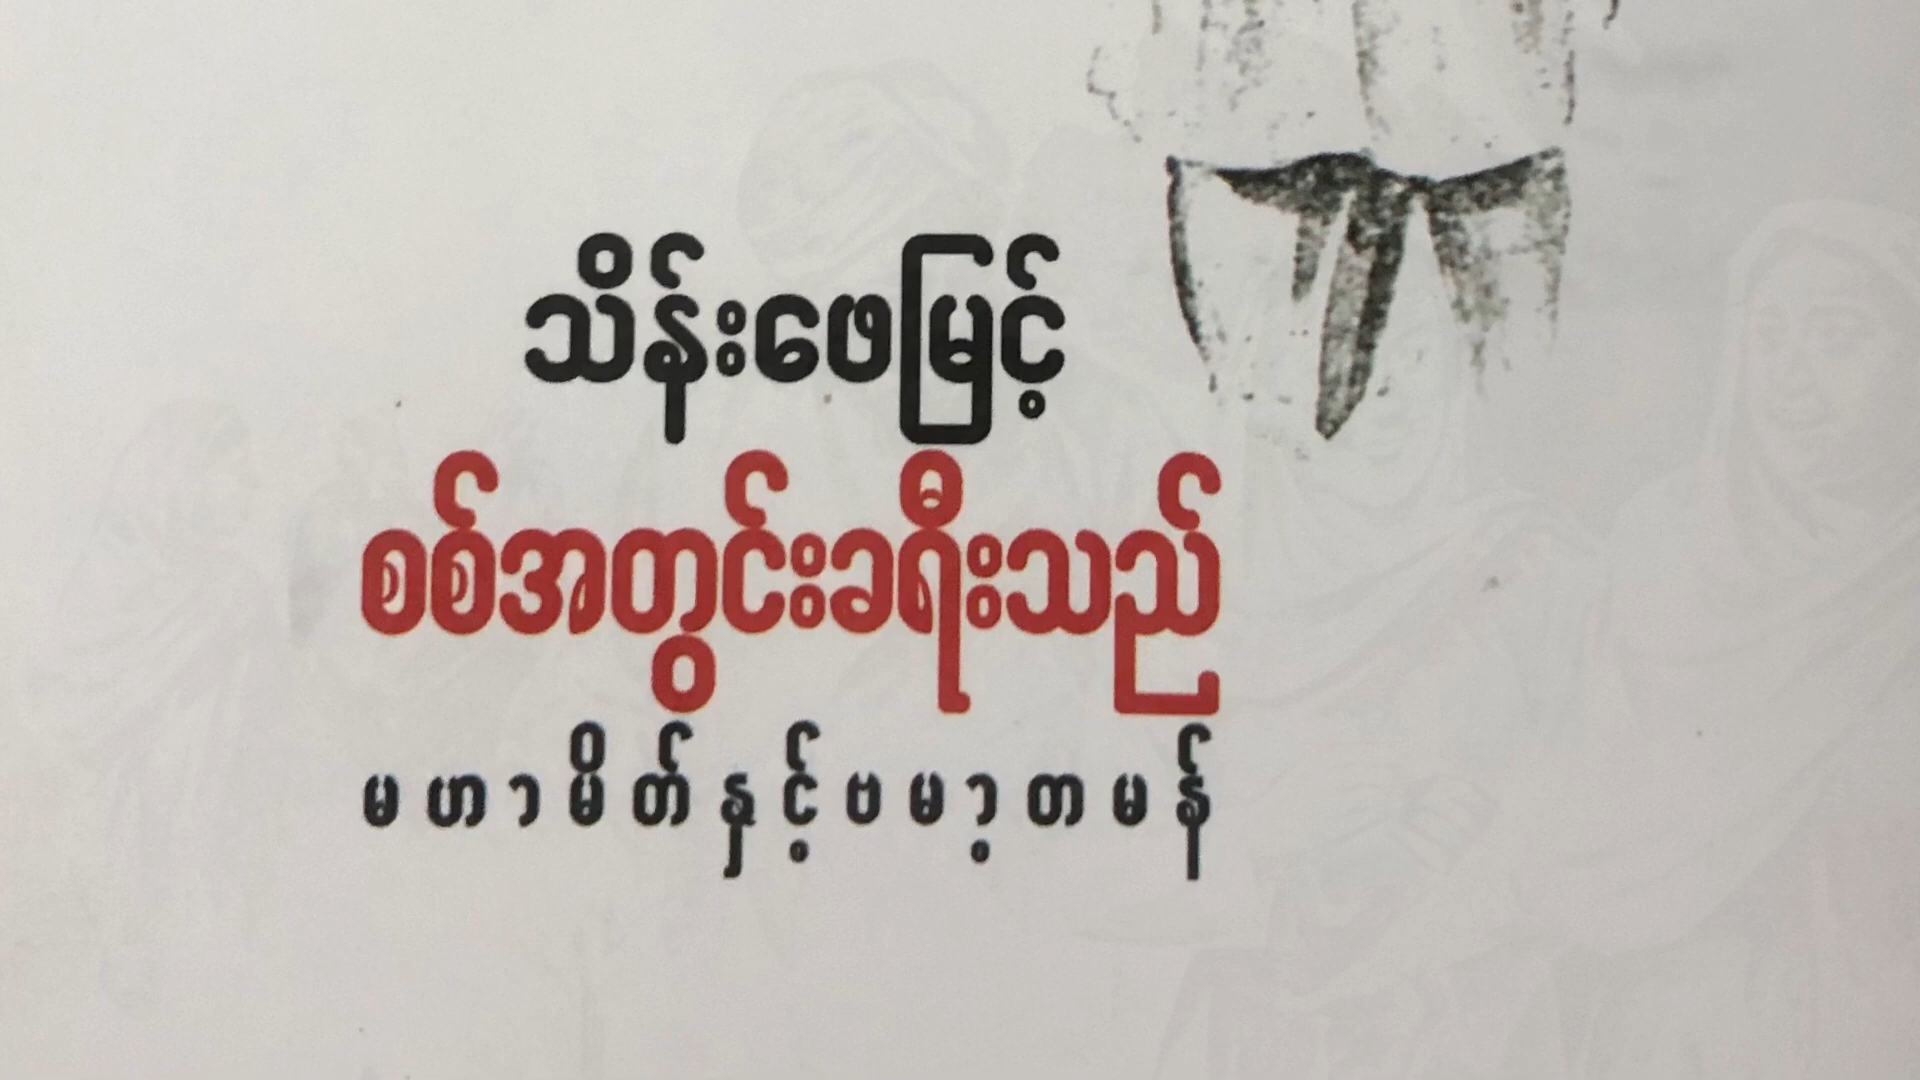 သိန်းဖေမြင့်
စစ်အတွင်းခရီးသည်
မဟာမိတ်နှင့်ဗမာ့တမန်